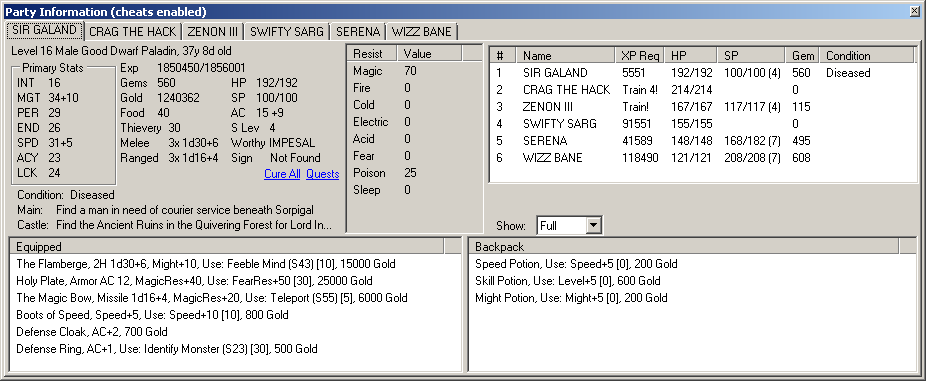 Party Information (cheats enabled)
SIR GALAND CRAG THE HACK ZENON III SWIFTY SARG SERENA WIZZ BANE
Level 16 Male Good Dwarf Paladin, 37y 8d old
Primary Stats
INT 16
MGT 34+10
PER 29
END 26
SPD 31+5
ACY 23
LCK 24
Exp 1850450/1856001
Gems 560 HP 192/192
Gold 1240362 SP 100/100
Food 40 AC 15 +9
Thievery 30 S Lev 4
Melee 3x 1d30+6 Worthy IMPESAL
Ranged 3x 1d16+4 Sign Not Found
Cure All Quests
Condition: Diseased
Main: Find a man in need of courier service beneath Sorpigal
Castle: Find the Ancient Ruins in the Quivering Forest for Lord In...
Resist Value
Magic 70
Fire 0
Cold 0
Electric 0
Acid 0
Fear 0
Poison 25
Sleep 0
# Name XP Req HP SP Gem Condition
1 SIR GALAND 5551 192/192 100/100 (4) 560 Diseased
2 CRAG THE HACK Train 4! 214/214 0
3 ZENON III Train! 167/167 117/117 (4) 115
4 SWIFTY SARG 91551 155/155 0
5 SERENA 41589 148/148 168/182 (7) 495
6 WIZZ BANE 118490 121/121 208/208 (7) 608
Show: Full
Equipped
The Flamberge, 2H 1d30+6, Might+10, Use: Feeble Mind (S43) [10], 15000 Gold
Holy Plate, Armor AC 12, MagicRes+40, Use: FearRes+50 [30], 25000 Gold
The Magic Bow, Missile 1d16+4, MagicRes+20, Use: Teleport (S55) [5], 6000 Gold
Boots of Speed, Speed+5, Use: Speed+10 [10], 800 Gold
Defense Cloak, AC+2, 700 Gold
Defense Ring, AC+1, Use: Identify Monster (S23) [30], 500 Gold
Backpack
Speed Potion, Use: Speed+5 [0], 200 Gold
Skill Potion, Use: Level+5 [0], 600 Gold
Might Potion, Use: Might+5 [0], 200 Gold